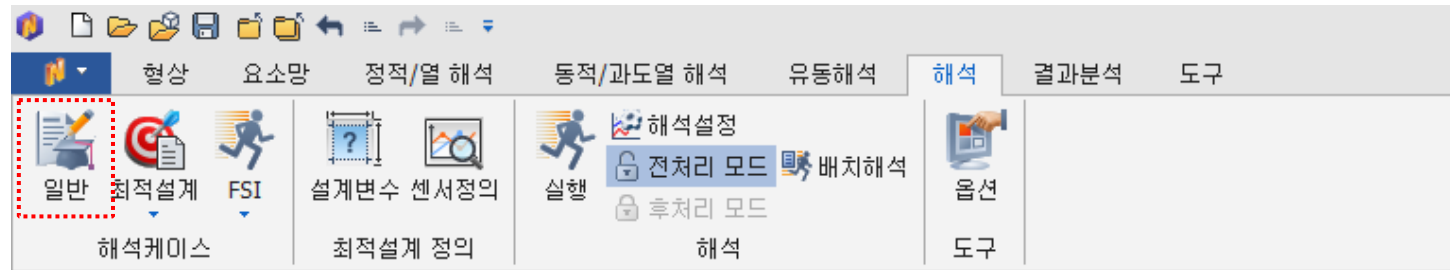 형상 요소망 정적/열 해석 동적/과도열 해석 유동해석 해석 결과분석 도구
일반 최적설계 FSI 설계변수 센서정의 실행 해석설정 전처리 모드 후처리 모드 배치해석 옵션
해석케이스 최적설계 정의 해석 도구